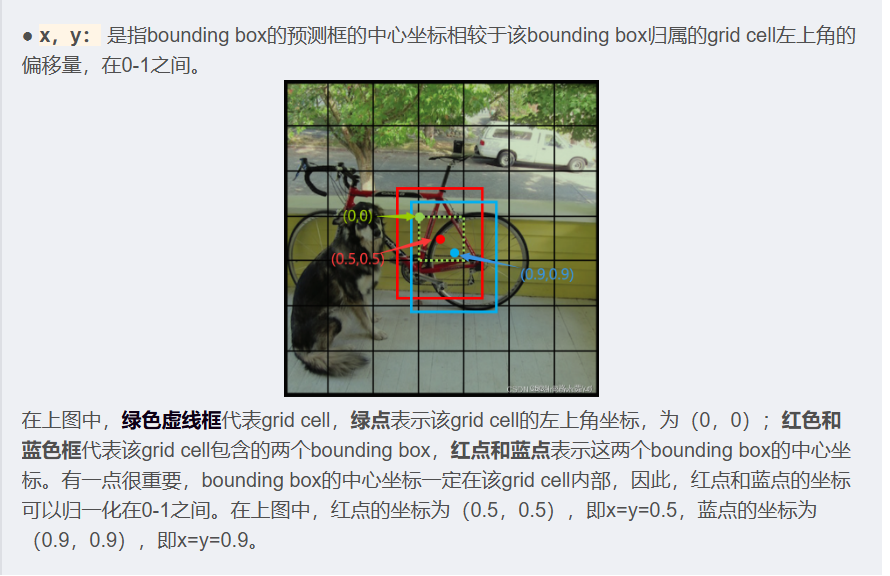 ● x，y： 是指bounding box的预测框的中心坐标相较于该bounding box归属的grid cell左上角的
偏移量，在0-1之间。
(0,0)
(0.5,0.5)
(0.9,0.9)
在上图中，绿色虚线框代表grid cell，绿点表示该grid cell的左上角坐标，为（0，0）；红色和
蓝色框代表该grid cell包含的两个bounding box，红点和蓝点表示这两个bounding box的中心坐
标。有一点很重要，bounding box的中心坐标一定在该grid cell内部，因此，红点和蓝点的坐标
可以归一化在0-1之间。在上图中，红点的坐标为（0.5，0.5），即x=y=0.5，蓝点的坐标为
（0.9，0.9），即x=y=0.9。